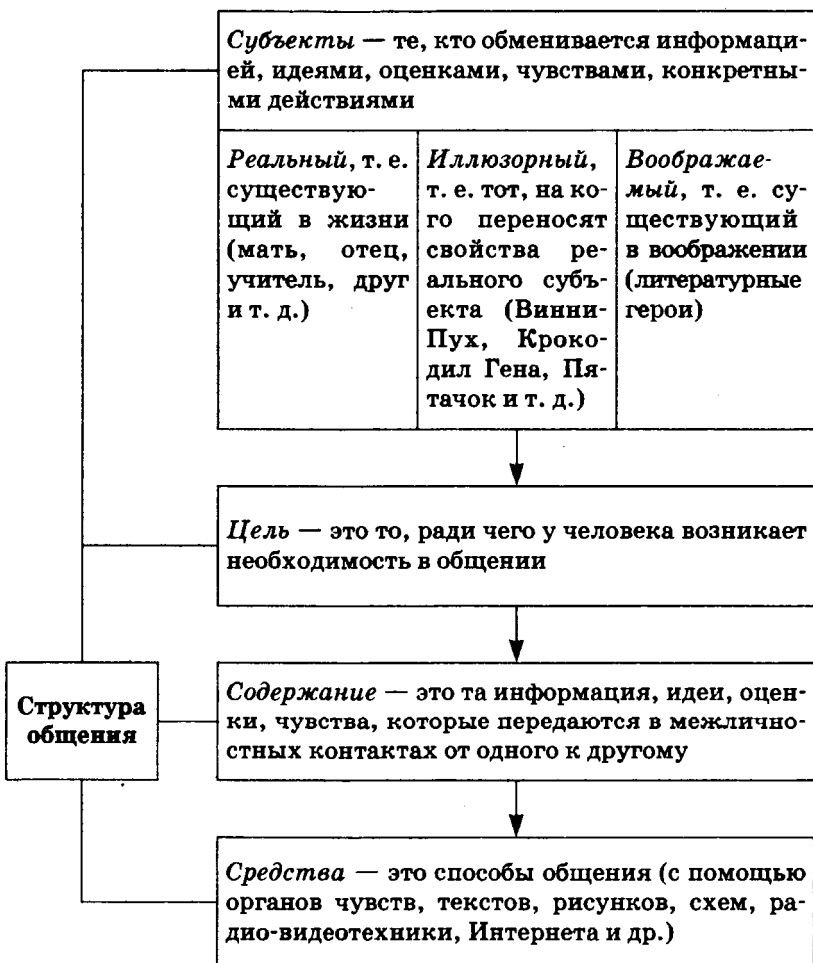 Субъекты — те, кто обменивается информаци-
ей, идеями, оценками, чувствами, конкретны-
ми действиями
Реальный, т. е.
существую-
щий в жизни
(мать, отец,
учитель, друг
и т. д.)
Иллюзорный,
т. е. тот, на ко-
го переносят
свойства ре-
ального субъ-
екта (Винни-
Пух, Кроко-
дил Гена, Пя-
тачок и т. д.)
Воображае-
мый, т. е. су-
ществующий
в воображении
(литературные
герои)
Цель — это то, ради чего у человека возникает
необходимость в общении
Структура
общения
Содержание — это та информация, идеи, оцен-
ки, чувства, которые передаются в межлично-
стных контактах от одного к другому
Средства — это способы общения (с помощью
органов чувств, текстов, рисунков, схем, ра-
дио-видеотехники, Интернета и др.)